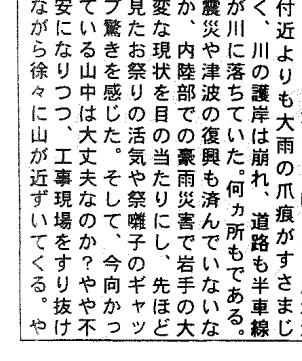 付近よりも大雨の爪痕がすさまじ
く、川の護岸は崩れ、道路も半車線
が川に落ちていた。何ヵ所もである。
震災や津波の復興も済んでいないな
か、内陸部での豪雨災害で岩手の大
変な現状を目の当たりにし、先ほど
見たお祭りの活気や祭囃子のギャッ
プ驚きを感じた。そして、今向かっ
ている山中は大丈夫なのか？やや不
安になりつつ、工事現場をすり抜け
ながら徐々に山が近ずいてくる。や